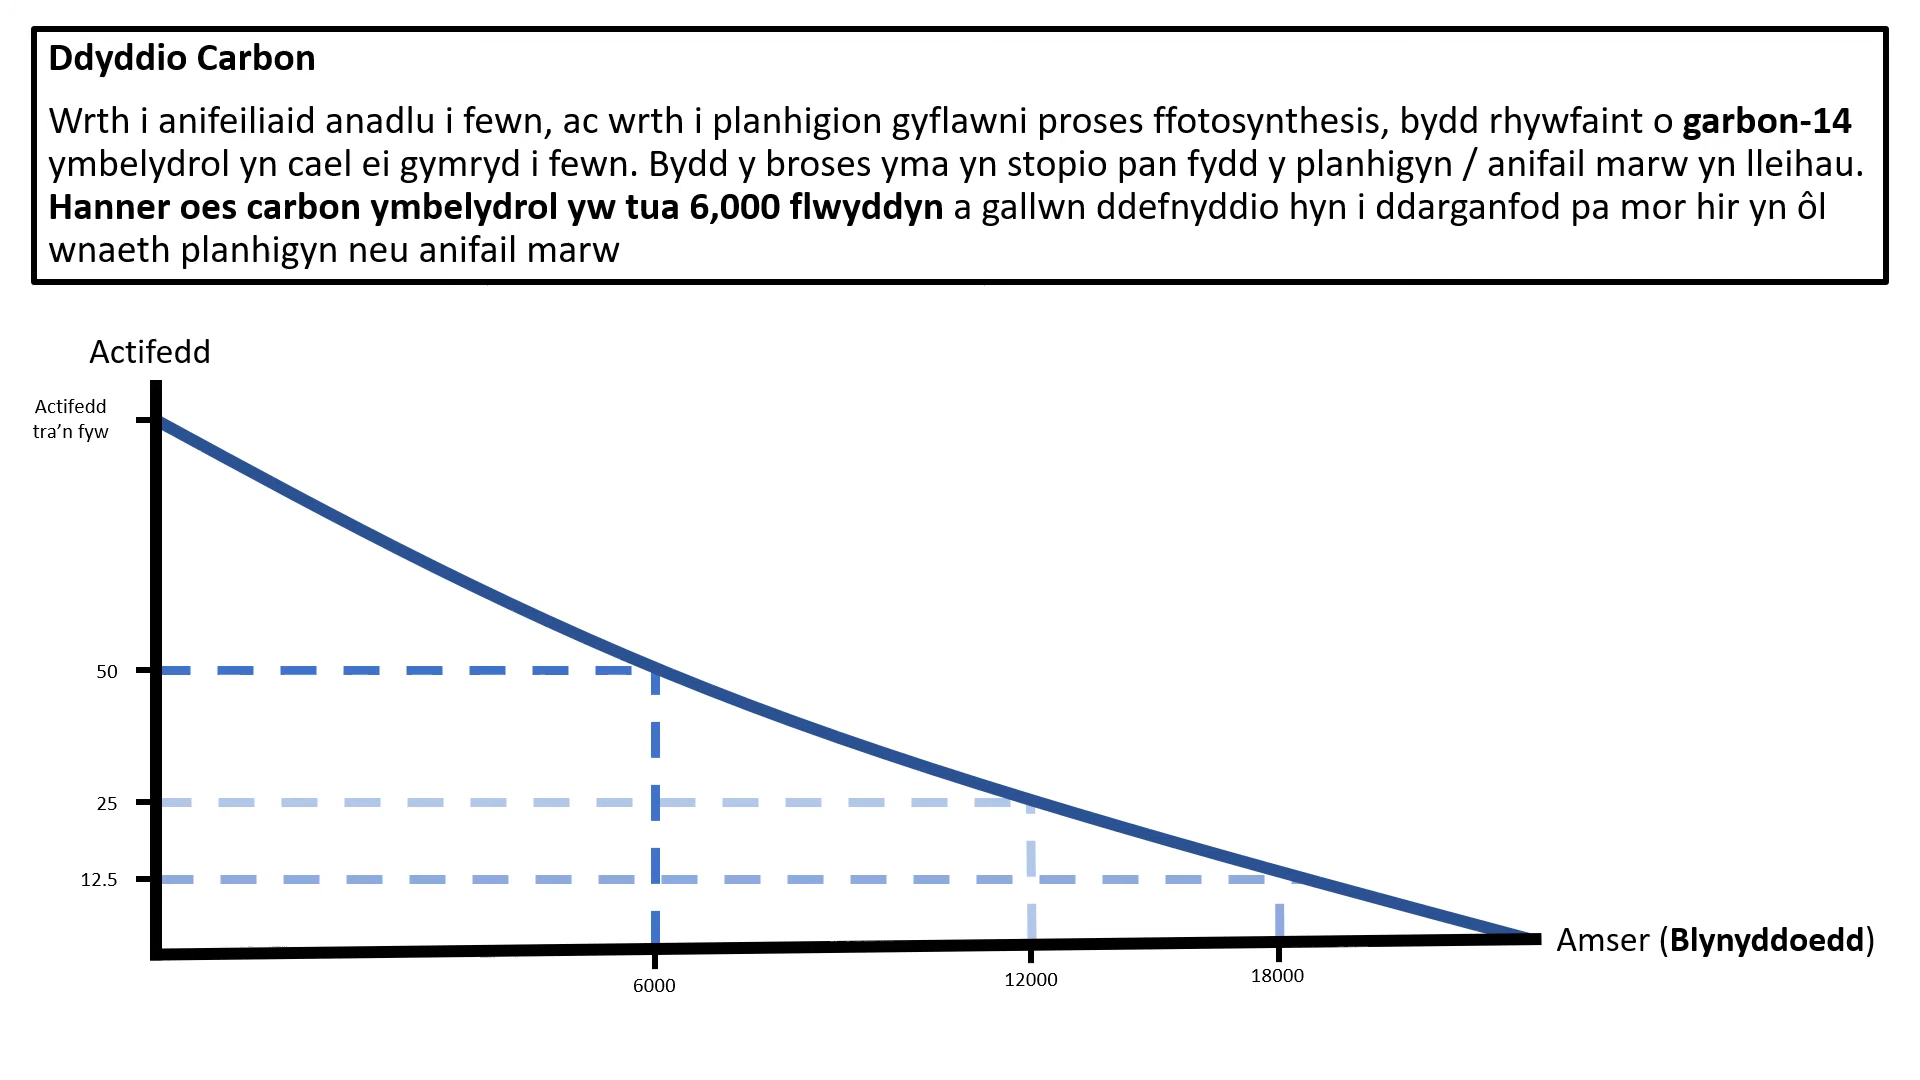 Ddyddio Carbon
Wrth i anifeiliaid anadlu i fewn, ac wrth i planhigion gyflawni proses ffotosynthesis, bydd rhywfaint o garbon-14
ymbelydrol yn cael ei gymryd i fewn. Bydd y broses yma yn stopio pan fydd y planhigyn / anifail marw yn lleihau.
Hanner oes carbon ymbelydrol yw tua 6,000 flwyddyn a gallwn ddefnyddio hyn i ddarganfod pa mor hir yn ôl
wnaeth planhigyn neu anifail marw
Actifedd
Actifedd
tra’n fyw
50
25
12.5
6000
12000
18000
Amser (Blynyddoedd)